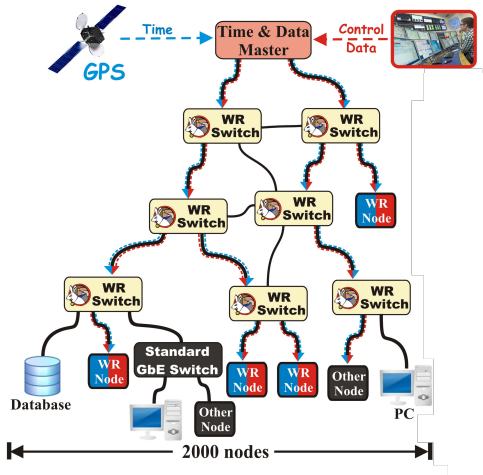 Time
GPS
Time & Data
Master
Control
Data
WR
Switch
WR
Switch
WR
Node
WR
Switch
WR
Switch
WR
Switch
WR
Switch
WR
Switch
Database
WR
Node
Standard
GbE Switch
Other
Node
WR
Node
WR
Node
Other
Node
PC
2000 nodes